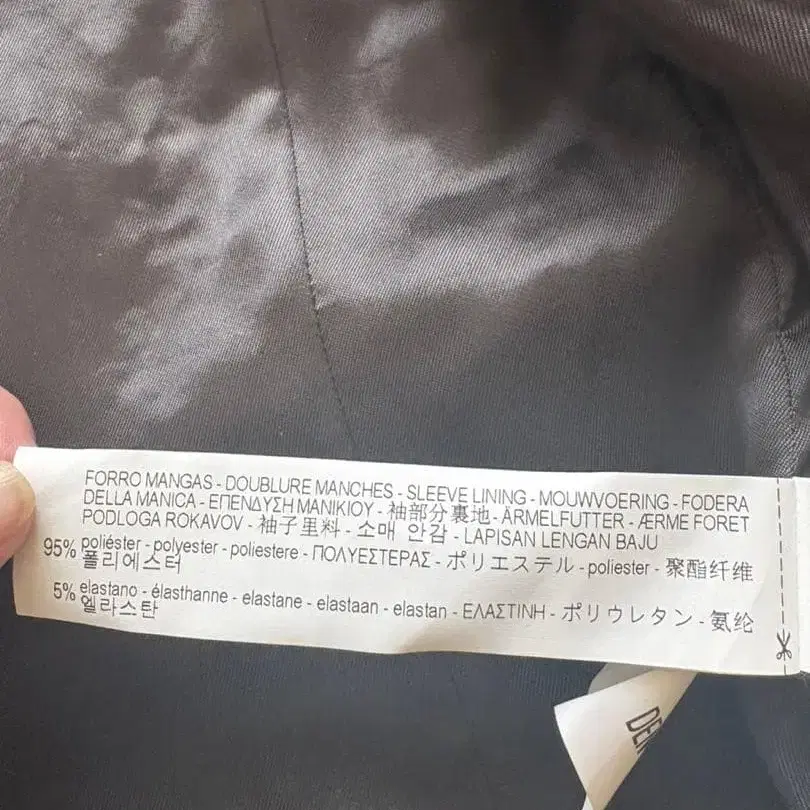 FORRO MANGAS - DOUBLURE MANCHES - SLEEVE LINING - MOUWVOERING - FODERA
DELLA MANICA - ΕΠΕΝΔΥΣΗ ΜΑΝΙΚΙΟΥ - 袖部分裏地 - ÄRMELFUTTER - ÆRME FORET
PODLOGA ROKAVOV - 袖子里料 - 소매 안감 - LAPISAN LENGAN BAJU
95% poliéster - polyester - poliestere - ΠΟΛΥΕΣΤΕΡΑΣ - ポリエステル - poliester - 聚酯纤维
폴리에스터
5% elastano - élasthanne - elastane - elastaan - elastan - ΕΛΑΣΤΙΝΗ - ポリウレタン - 氨纶
엘라스탄